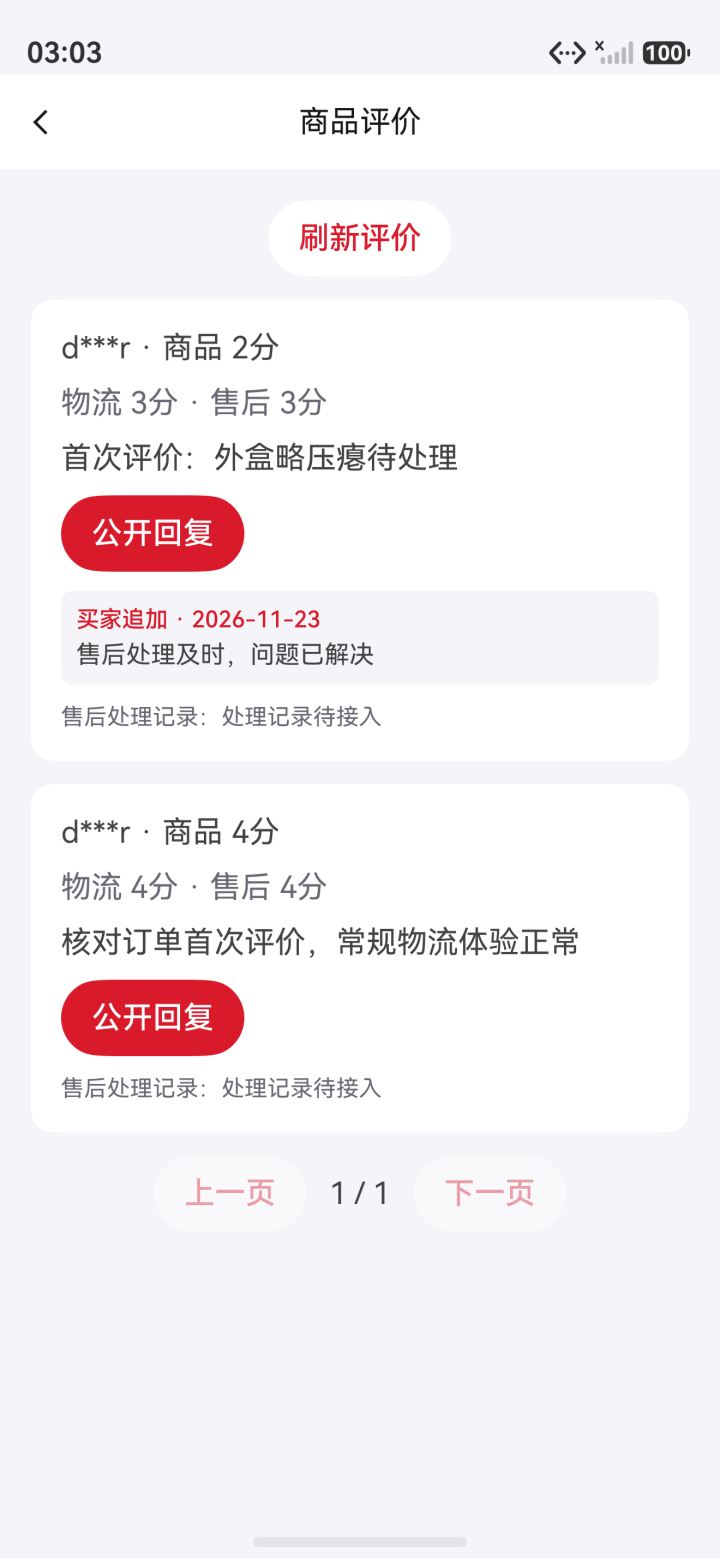 03:03
100
商品评价
刷新评价
d***r · 商品 2分
物流 3分 · 售后 3分
首次评价：外盒略压瘪待处理
公开回复
买家追加 · 2026-11-23
售后处理及时，问题已解决
售后处理记录：处理记录待接入
d***r · 商品 4分
物流 4分 · 售后 4分
核对订单首次评价，常规物流体验正常
公开回复
售后处理记录：处理记录待接入
上一页 1 / 1 下一页